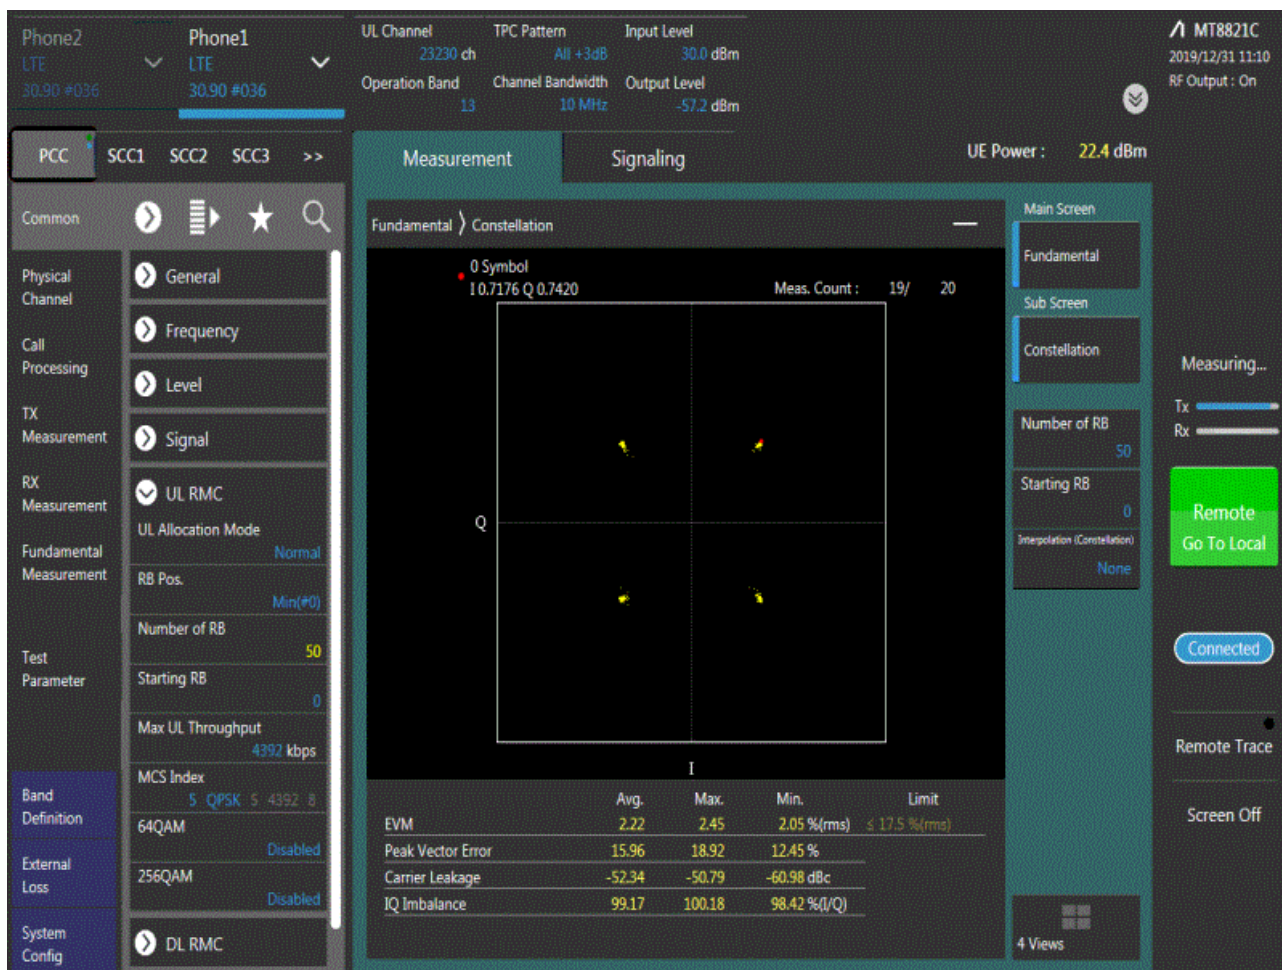 Phone2
LTE
30.90 #036
Phone1
LTE
30.90 #036
UL Channel
23230 ch
Operation Band
13
TPC Pattern
All +3dB
Channel Bandwidth
10 MHz
Input Level
30.0 dBm
Output Level
-57.2 dBm
MT8821C
2019/12/31 11:10
RF Output : On
PCC SCC1 SCC2 SCC3 >>
Measurement
Signaling
UE Power : 22.4 dBm
Common
Physical
Channel
Call
Processing
TX
Measurement
RX
Measurement
Fundamental
Measurement
Test
Parameter
Band
Definition
External
Loss
System
Config
General
Frequency
Level
Signal
UL RMC
UL Allocation Mode
Normal
RB Pos.
Min(#0)
Number of RB
50
Starting RB
0
Max UL Throughput
4392 kbps
MCS Index
5 QPSK 5 4392 8
64QAM
Disabled
256QAM
Disabled
DL RMC
Fundamental 〉 Constellation
0 Symbol
I 0.7176 Q 0.7420
Meas. Count : 19/ 20
Q
I
Avg. Max. Min. Limit
EVM 2.22 2.45 2.05 %(rms) ≤ 17.5 %(rms)
Peak Vector Error 15.96 18.92 12.45 %
Carrier Leakage -52.34 -50.79 -60.98 dBc
IQ Imbalance 99.17 100.18 98.42 %(I/Q)
Main Screen
Fundamental
Sub Screen
Constellation
Number of RB
50
Starting RB
0
Interpolation (Constellation)
None
4 Views
Measuring...
Tx
Rx
Remote
Go To Local
Connected
Remote Trace
Screen Off